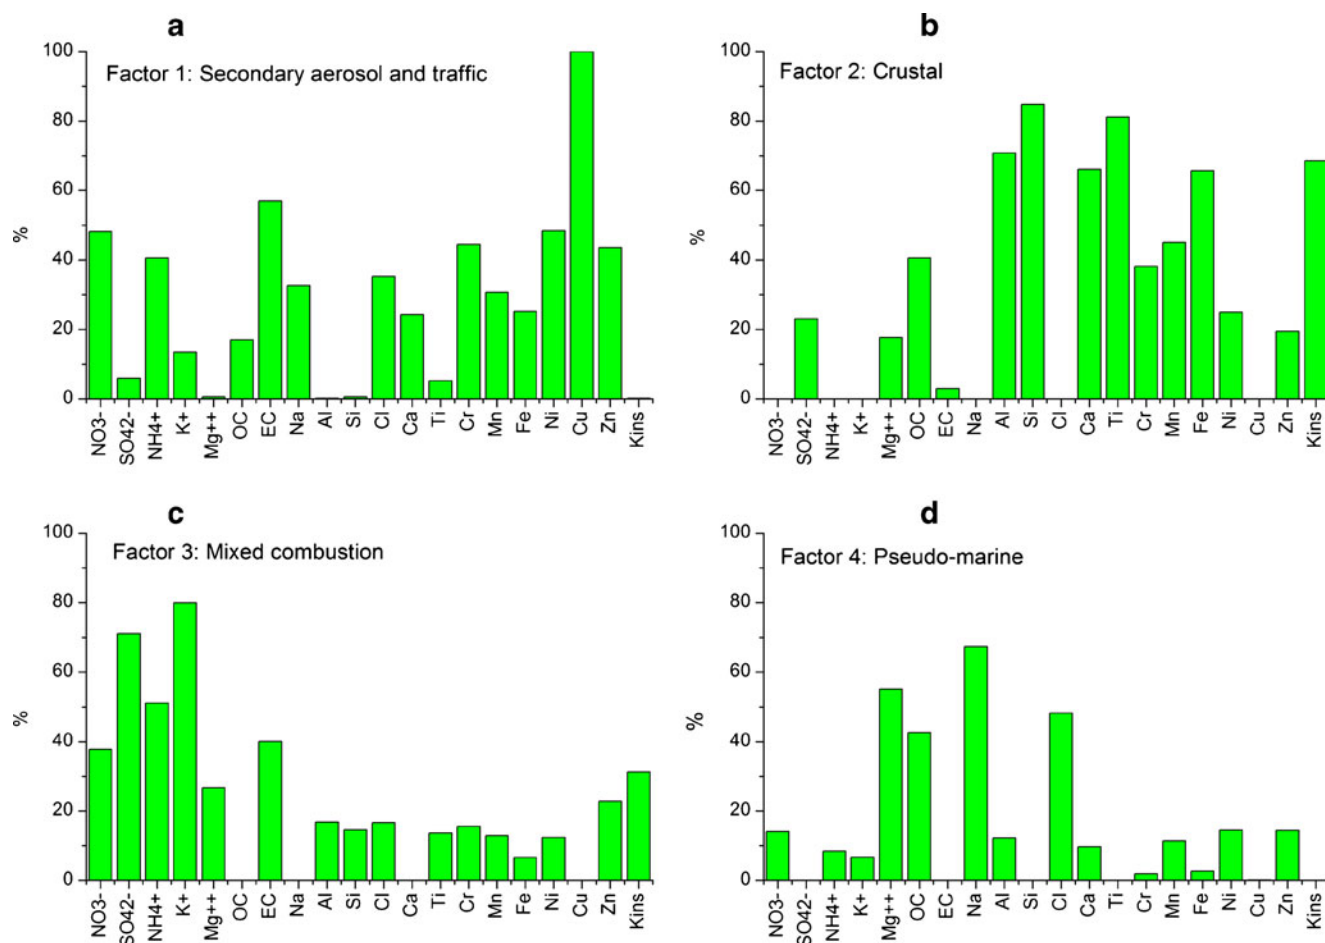 a
Factor 1: Secondary aerosol and traffic
%
100
80
60
40
20
0
NO3-
SO42-
NH4+
K+
Mg++
OC
EC
Na
Al
Si
Cl
Ca
Ti
Cr
Mn
Fe
Ni
Cu
Zn
Kins
b
Factor 2: Crustal
%
100
80
60
40
20
0
NO3-
SO42-
NH4+
K+
Mg++
OC
EC
Na
Al
Si
Cl
Ca
Ti
Cr
Mn
Fe
Ni
Cu
Zn
Kins
c
Factor 3: Mixed combustion
%
100
80
60
40
20
0
NO3-
SO42-
NH4+
K+
Mg++
OC
EC
Na
Al
Si
Cl
Ca
Ti
Cr
Mn
Fe
Ni
Cu
Zn
Kins
d
Factor 4: Pseudo-marine
%
100
80
60
40
20
0
NO3-
SO42-
NH4+
K+
Mg++
OC
EC
Na
Al
Si
Cl
Ca
Ti
Cr
Mn
Fe
Ni
Cu
Zn
Kins